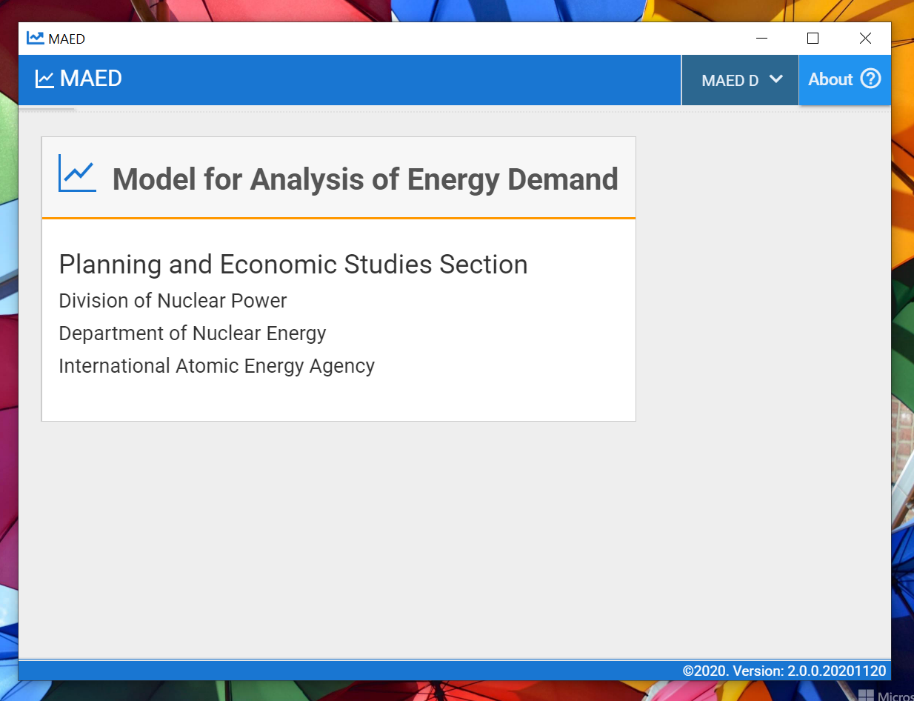 MAED
MAED
MAED D
About
Model for Analysis of Energy Demand
Planning and Economic Studies Section
Division of Nuclear Power
Department of Nuclear Energy
International Atomic Energy Agency
©2020. Version: 2.0.0.20201120